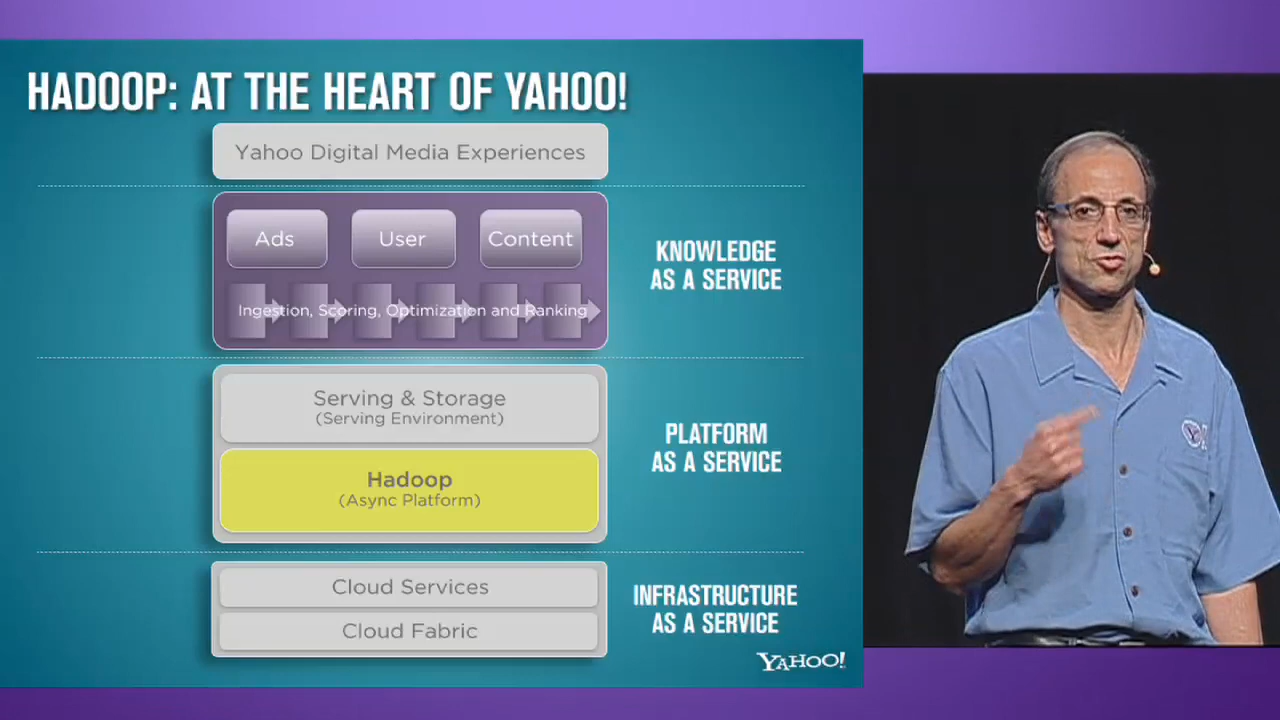 HADOOP: AT THE HEART OF YAHOO!
Yahoo Digital Media Experiences
Ads
User
Content
Ingestion, Scoring, Optimization and Ranking
KNOWLEDGE
AS A SERVICE
Serving & Storage
(Serving Environment)
Hadoop
(Async Platform)
PLATFORM
AS A SERVICE
Cloud Services
Cloud Fabric
INFRASTRUCTURE
AS A SERVICE
YAHOO!
Y!